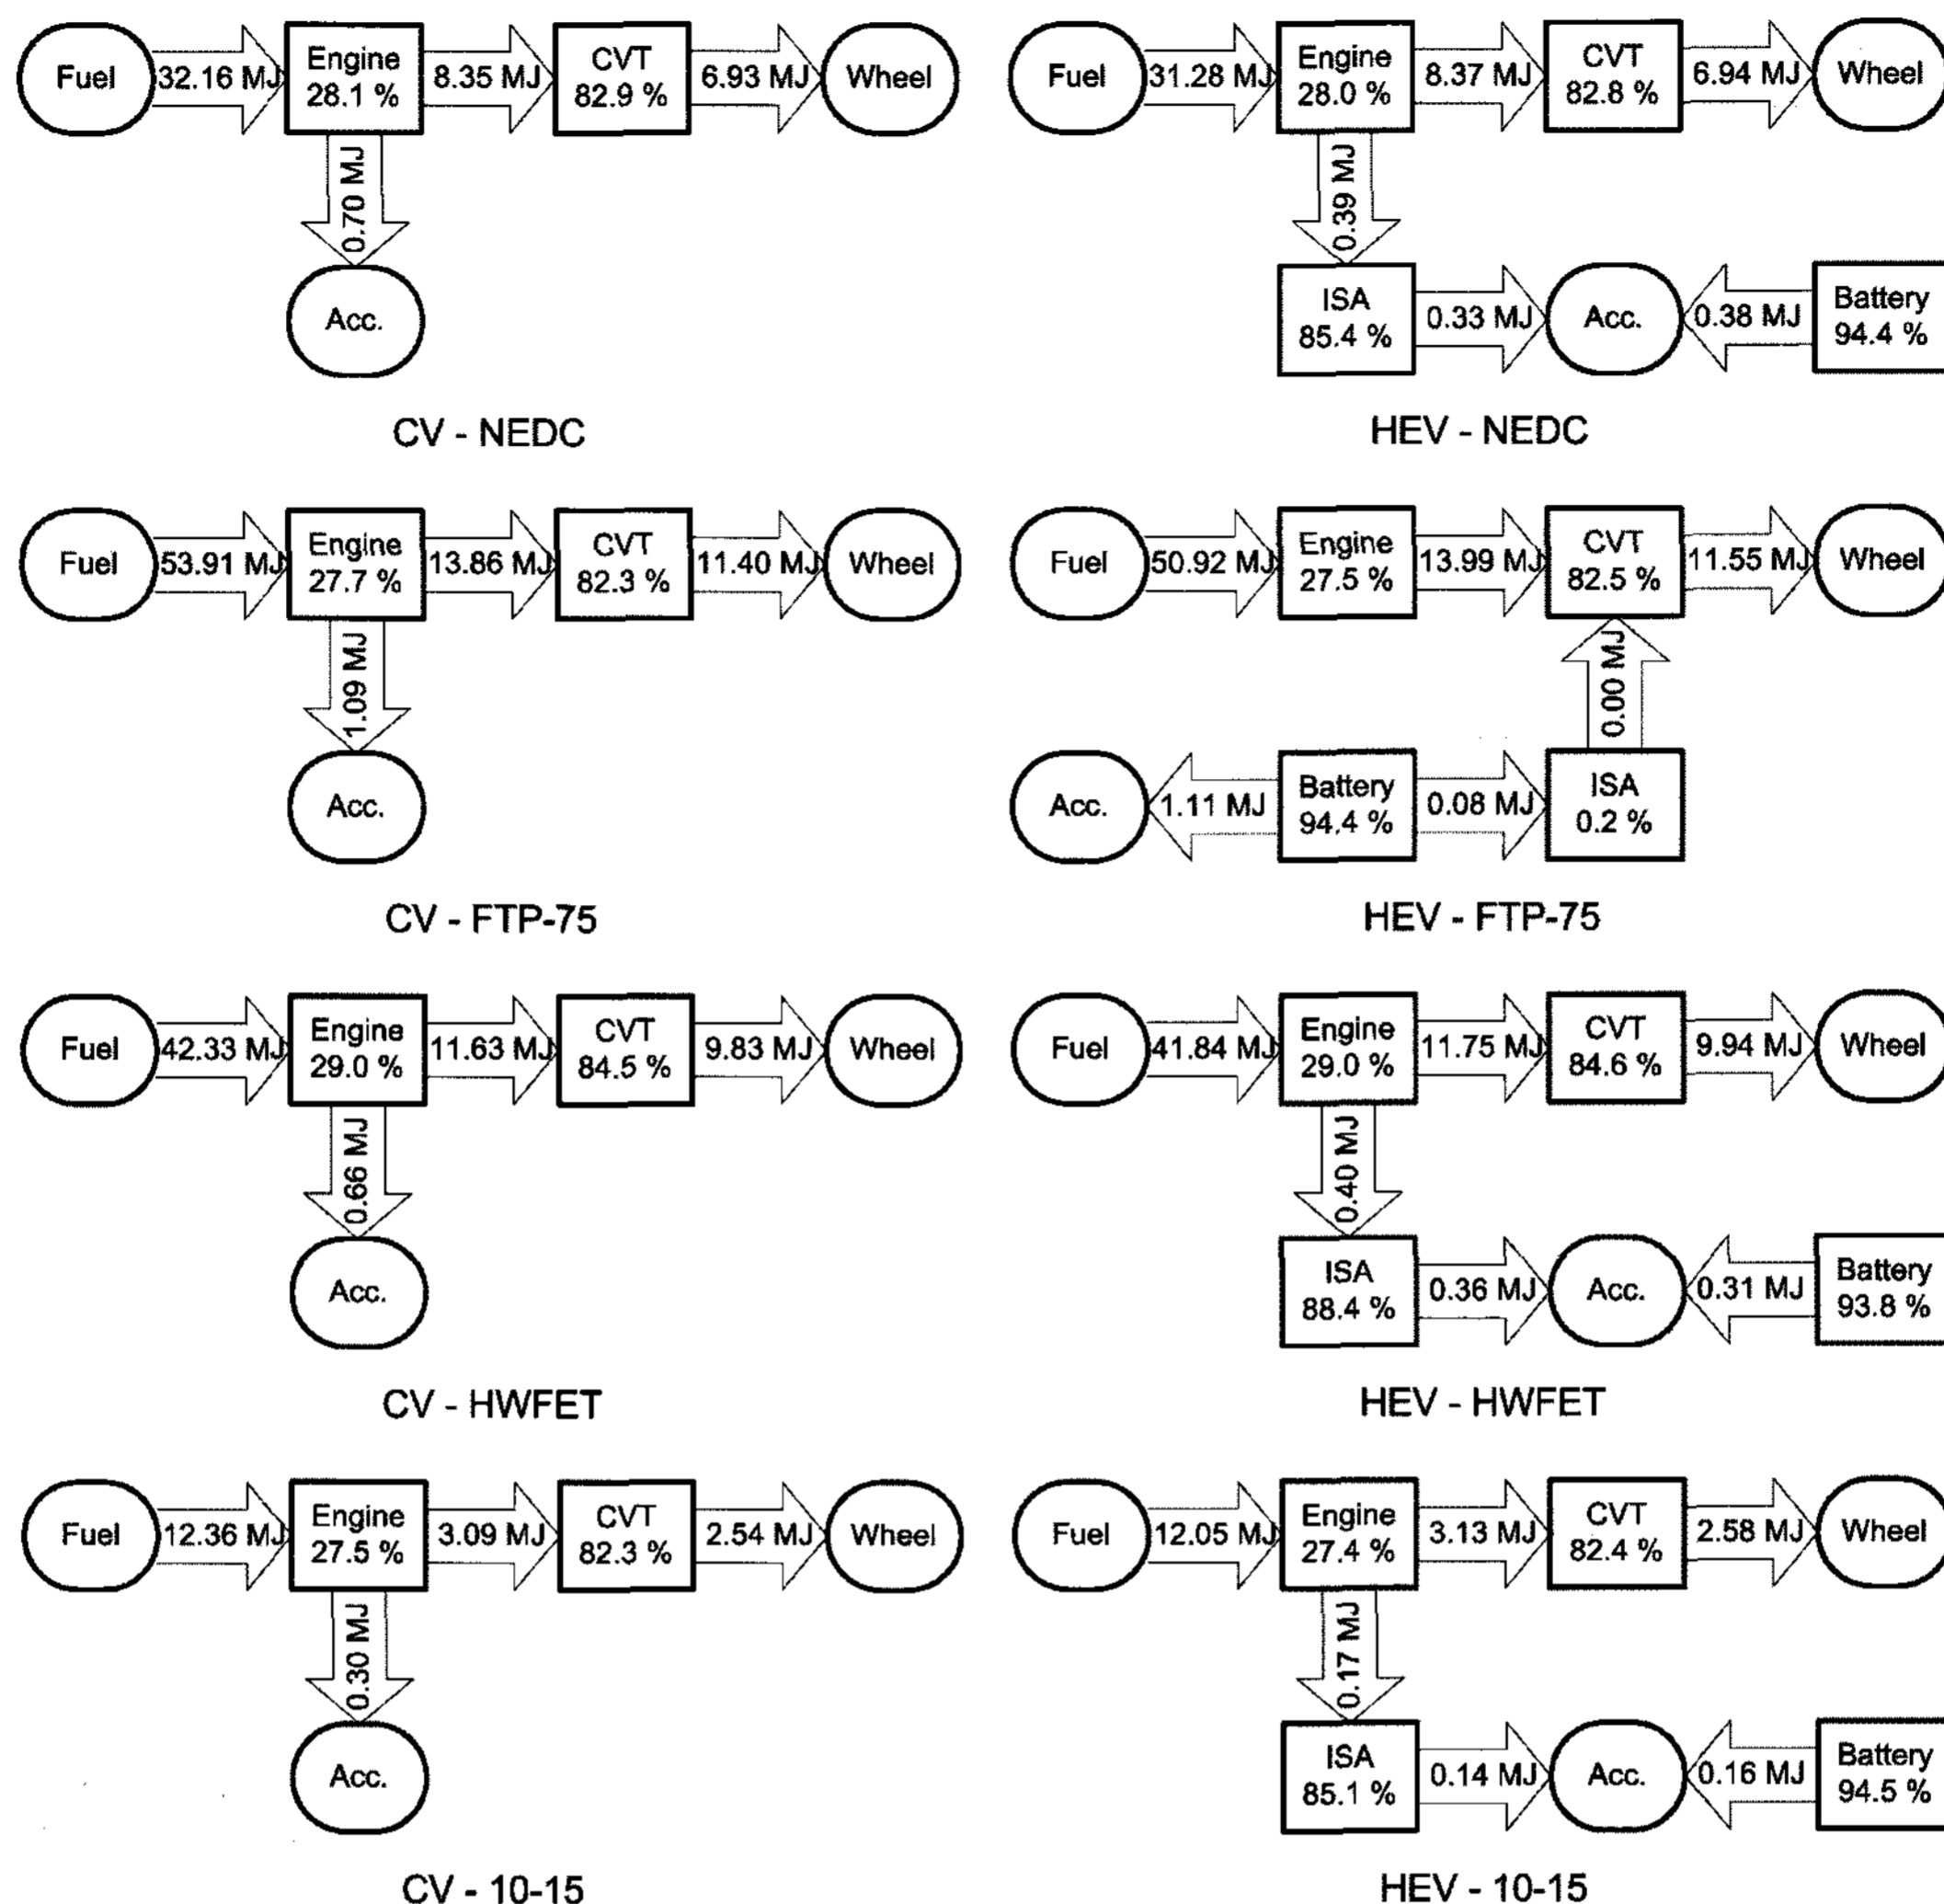 Fuel 32.16 MJ Engine 28.1 % 8.35 MJ CVT 82.9 % 6.93 MJ Wheel
0.70 MJ
Acc.
CV - NEDC
Fuel 31.28 MJ Engine 28.0 % 8.37 MJ CVT 82.8 % 6.94 MJ Wheel
0.39 MJ
ISA 85.4 % 0.33 MJ Acc. 0.38 MJ Battery 94.4 %
HEV - NEDC
Fuel 53.91 MJ Engine 27.7 % 13.86 MJ CVT 82.3 % 11.40 MJ Wheel
1.09 MJ
Acc.
CV - FTP-75
Fuel 50.92 MJ Engine 27.5 % 13.99 MJ CVT 82.5 % 11.55 MJ Wheel
0.00 MJ
Acc. 1.11 MJ Battery 94.4 % 0.08 MJ ISA 0.2 %
HEV - FTP-75
Fuel 42.33 MJ Engine 29.0 % 11.63 MJ CVT 84.5 % 9.83 MJ Wheel
0.66 MJ
Acc.
CV - HWFET
Fuel 41.84 MJ Engine 29.0 % 11.75 MJ CVT 84.6 % 9.94 MJ Wheel
0.40 MJ
ISA 88.4 % 0.36 MJ Acc. 0.31 MJ Battery 93.8 %
HEV - HWFET
Fuel 12.36 MJ Engine 27.5 % 3.09 MJ CVT 82.3 % 2.54 MJ Wheel
0.30 MJ
Acc.
CV - 10-15
Fuel 12.05 MJ Engine 27.4 % 3.13 MJ CVT 82.4 % 2.58 MJ Wheel
0.17 MJ
ISA 85.1 % 0.14 MJ Acc. 0.16 MJ Battery 94.5 %
HEV - 10-15